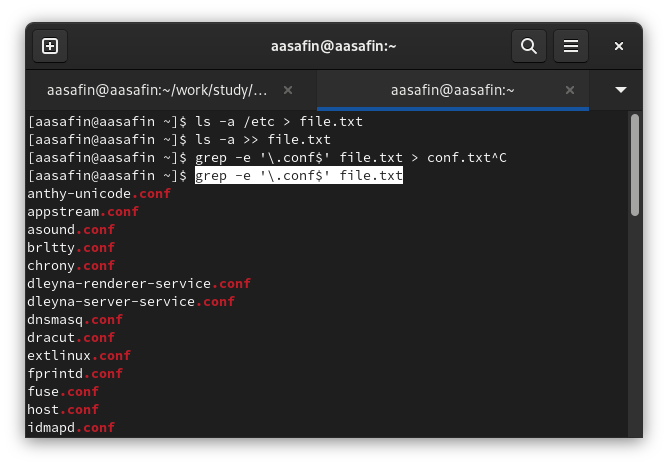 aasafin@aasafin:~
aasafin@aasafin:~/work/study/...
aasafin@aasafin:~
[aasafin@aasafin ~]$ ls -a /etc > file.txt
[aasafin@aasafin ~]$ ls -a >> file.txt
[aasafin@aasafin ~]$ grep -e '\.conf$' file.txt > conf.txt^C
[aasafin@aasafin ~]$ grep -e '\.conf$' file.txt
anthy-unicode.conf
appstream.conf
asound.conf
brltty.conf
chrony.conf
dleyna-renderer-service.conf
dleyna-server-service.conf
dnsmasq.conf
dracut.conf
extlinux.conf
fprintd.conf
fuse.conf
host.conf
idmapd.conf